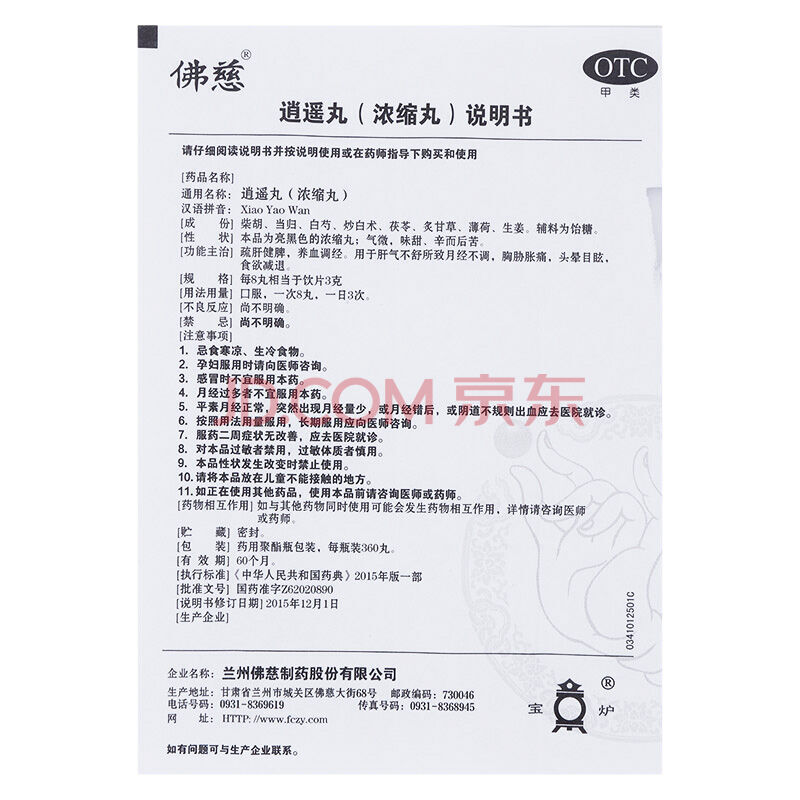 佛慈®
OTC
甲类
逍遥丸（浓缩丸）说明书
请仔细阅读说明书并按说明使用或在药师指导下购买和使用
[药品名称]
通用名称：逍遥丸（浓缩丸）
汉语拼音：Xiao Yao Wan
[成　份] 柴胡、当归、白芍、炒白术、茯苓、炙甘草、薄荷、生姜。辅料为饴糖。
[性　状] 本品为亮黑色的浓缩丸；气微，味甜、辛而后苦。
[功能主治] 疏肝健脾，养血调经。用于肝气不舒所致月经不调，胸胁胀痛，头晕目眩，
食欲减退。
[规　格] 每8丸相当于饮片3克
[用法用量] 口服，一次8丸，一日3次。
[不良反应] 尚不明确。
[禁　忌] 尚不明确。
[注意事项]
1. 忌食寒凉、生冷食物。
2. 孕妇服用时请向医师咨询。
3. 感冒时不宜服用本药。
4. 月经过多者不宜服用本药。
5. 平素月经正常，突然出现月经量少，或月经错后，或阴道不规则出血应去医院就诊。
6. 按照用法用量服用，长期服用应向医师咨询。
7. 服药二周症状无改善，应去医院就诊。
8. 对本品过敏者禁用，过敏体质者慎用。
9. 本品性状发生改变时禁止使用。
10. 请将本品放在儿童不能接触的地方。
11. 如正在使用其他药品，使用本品前请咨询医师或药师。
[药物相互作用] 如与其他药物同时使用可能会发生药物相互作用，详情请咨询医师
或药师。
[贮　藏] 密封。
[包　装] 药用聚酯瓶包装，每瓶装360丸。
[有 效 期] 60个月。
[执行标准]《中华人民共和国药典》2015年版一部
[批准文号] 国药准字Z62020890
[说明书修订日期] 2015年12月1日
[生产企业]
企业名称：兰州佛慈制药股份有限公司
生产地址：甘肃省兰州市城关区佛慈大街68号　邮政编码：730046
电话号码：0931-8369619　传真号码：0931-8368945
网　址：HTTP://www.fczy.com
如有问题可与生产企业联系。
宝炉®
0341012501C
JD.COM 京东